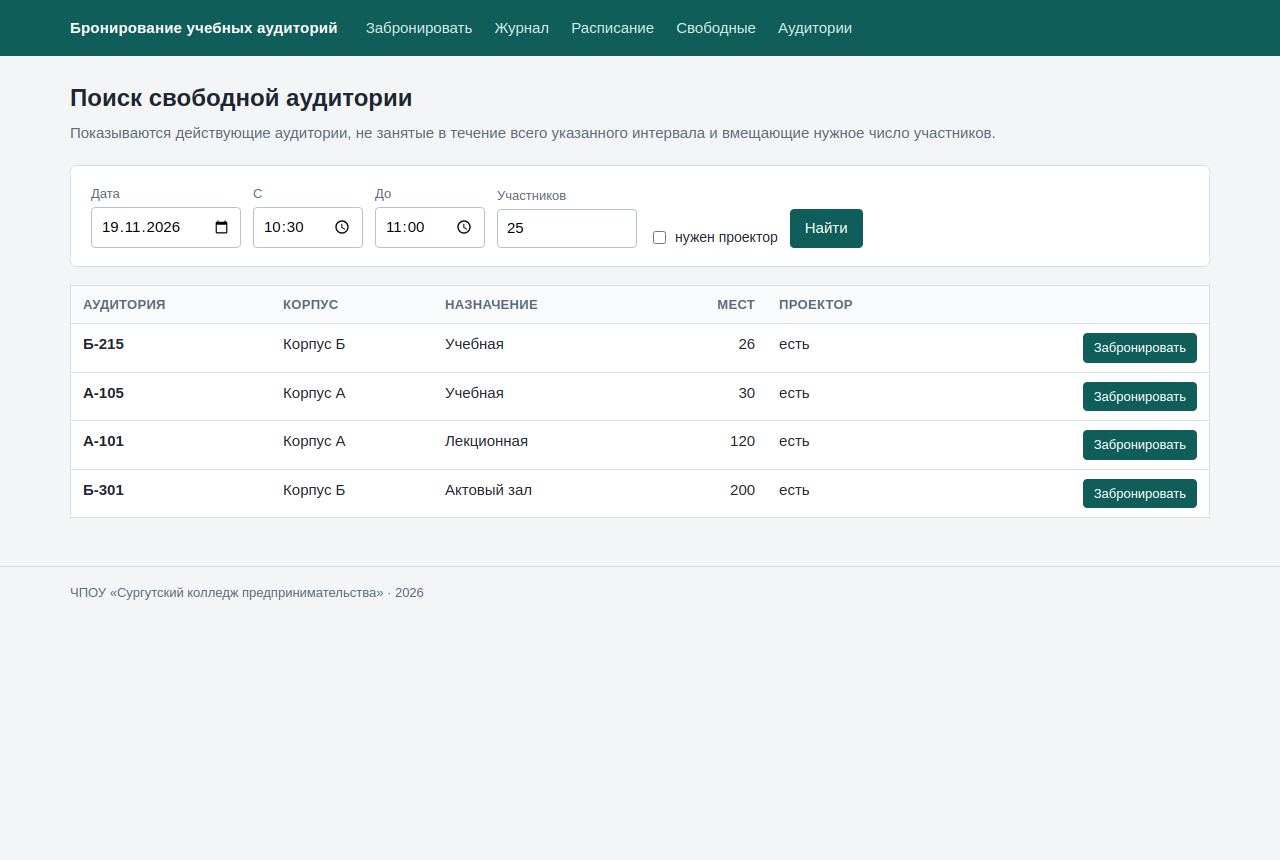 Бронирование учебных аудиторий Забронировать Журнал Расписание Свободные Аудитории
Поиск свободной аудитории
Показываются действующие аудитории, не занятые в течение всего указанного интервала и вмещающие нужное число участников.
Дата С До Участников
19.11.2026 10:30 11:00 25 нужен проектор Найти
АУДИТОРИЯ КОРПУС НАЗНАЧЕНИЕ МЕСТ ПРОЕКТОР
Б-215 Корпус Б Учебная 26 есть Забронировать
А-105 Корпус А Учебная 30 есть Забронировать
А-101 Корпус А Лекционная 120 есть Забронировать
Б-301 Корпус Б Актовый зал 200 есть Забронировать
ЧПОУ «Сургутский колледж предпринимательства» · 2026